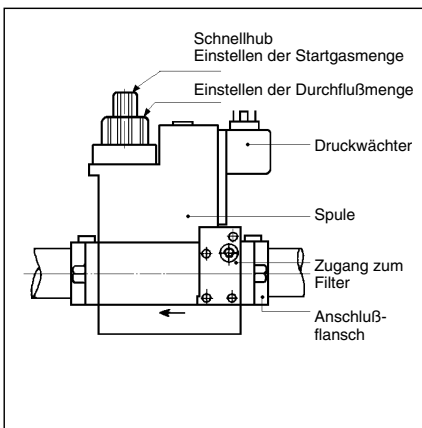 Schnellhub
Einstellen der Startgasmenge
Einstellen der Durchflußmenge
Druckwächter
Spule
Zugang zum
Filter
Anschluß-
flansch